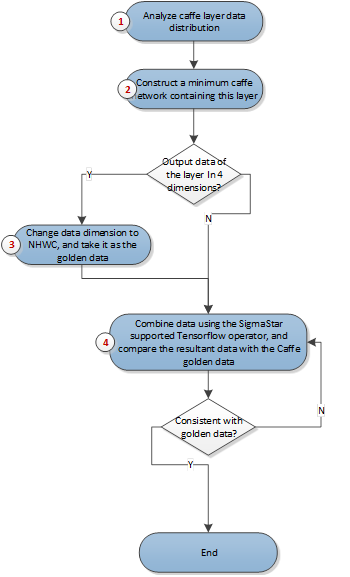 1
Analyze caffe layer data
distribution
2
Construct a minimum caffe
network containing this layer
Output data of
the layer In 4
dimensions?
Y
N
3
Change data dimension to
NHWC, and take it as the
golden data
4
Combine data using the SigmaStar
supported Tensorflow operator, and
compare the resultant data with the Caffe
golden data
N
Consistent with
golden data?
Y
End